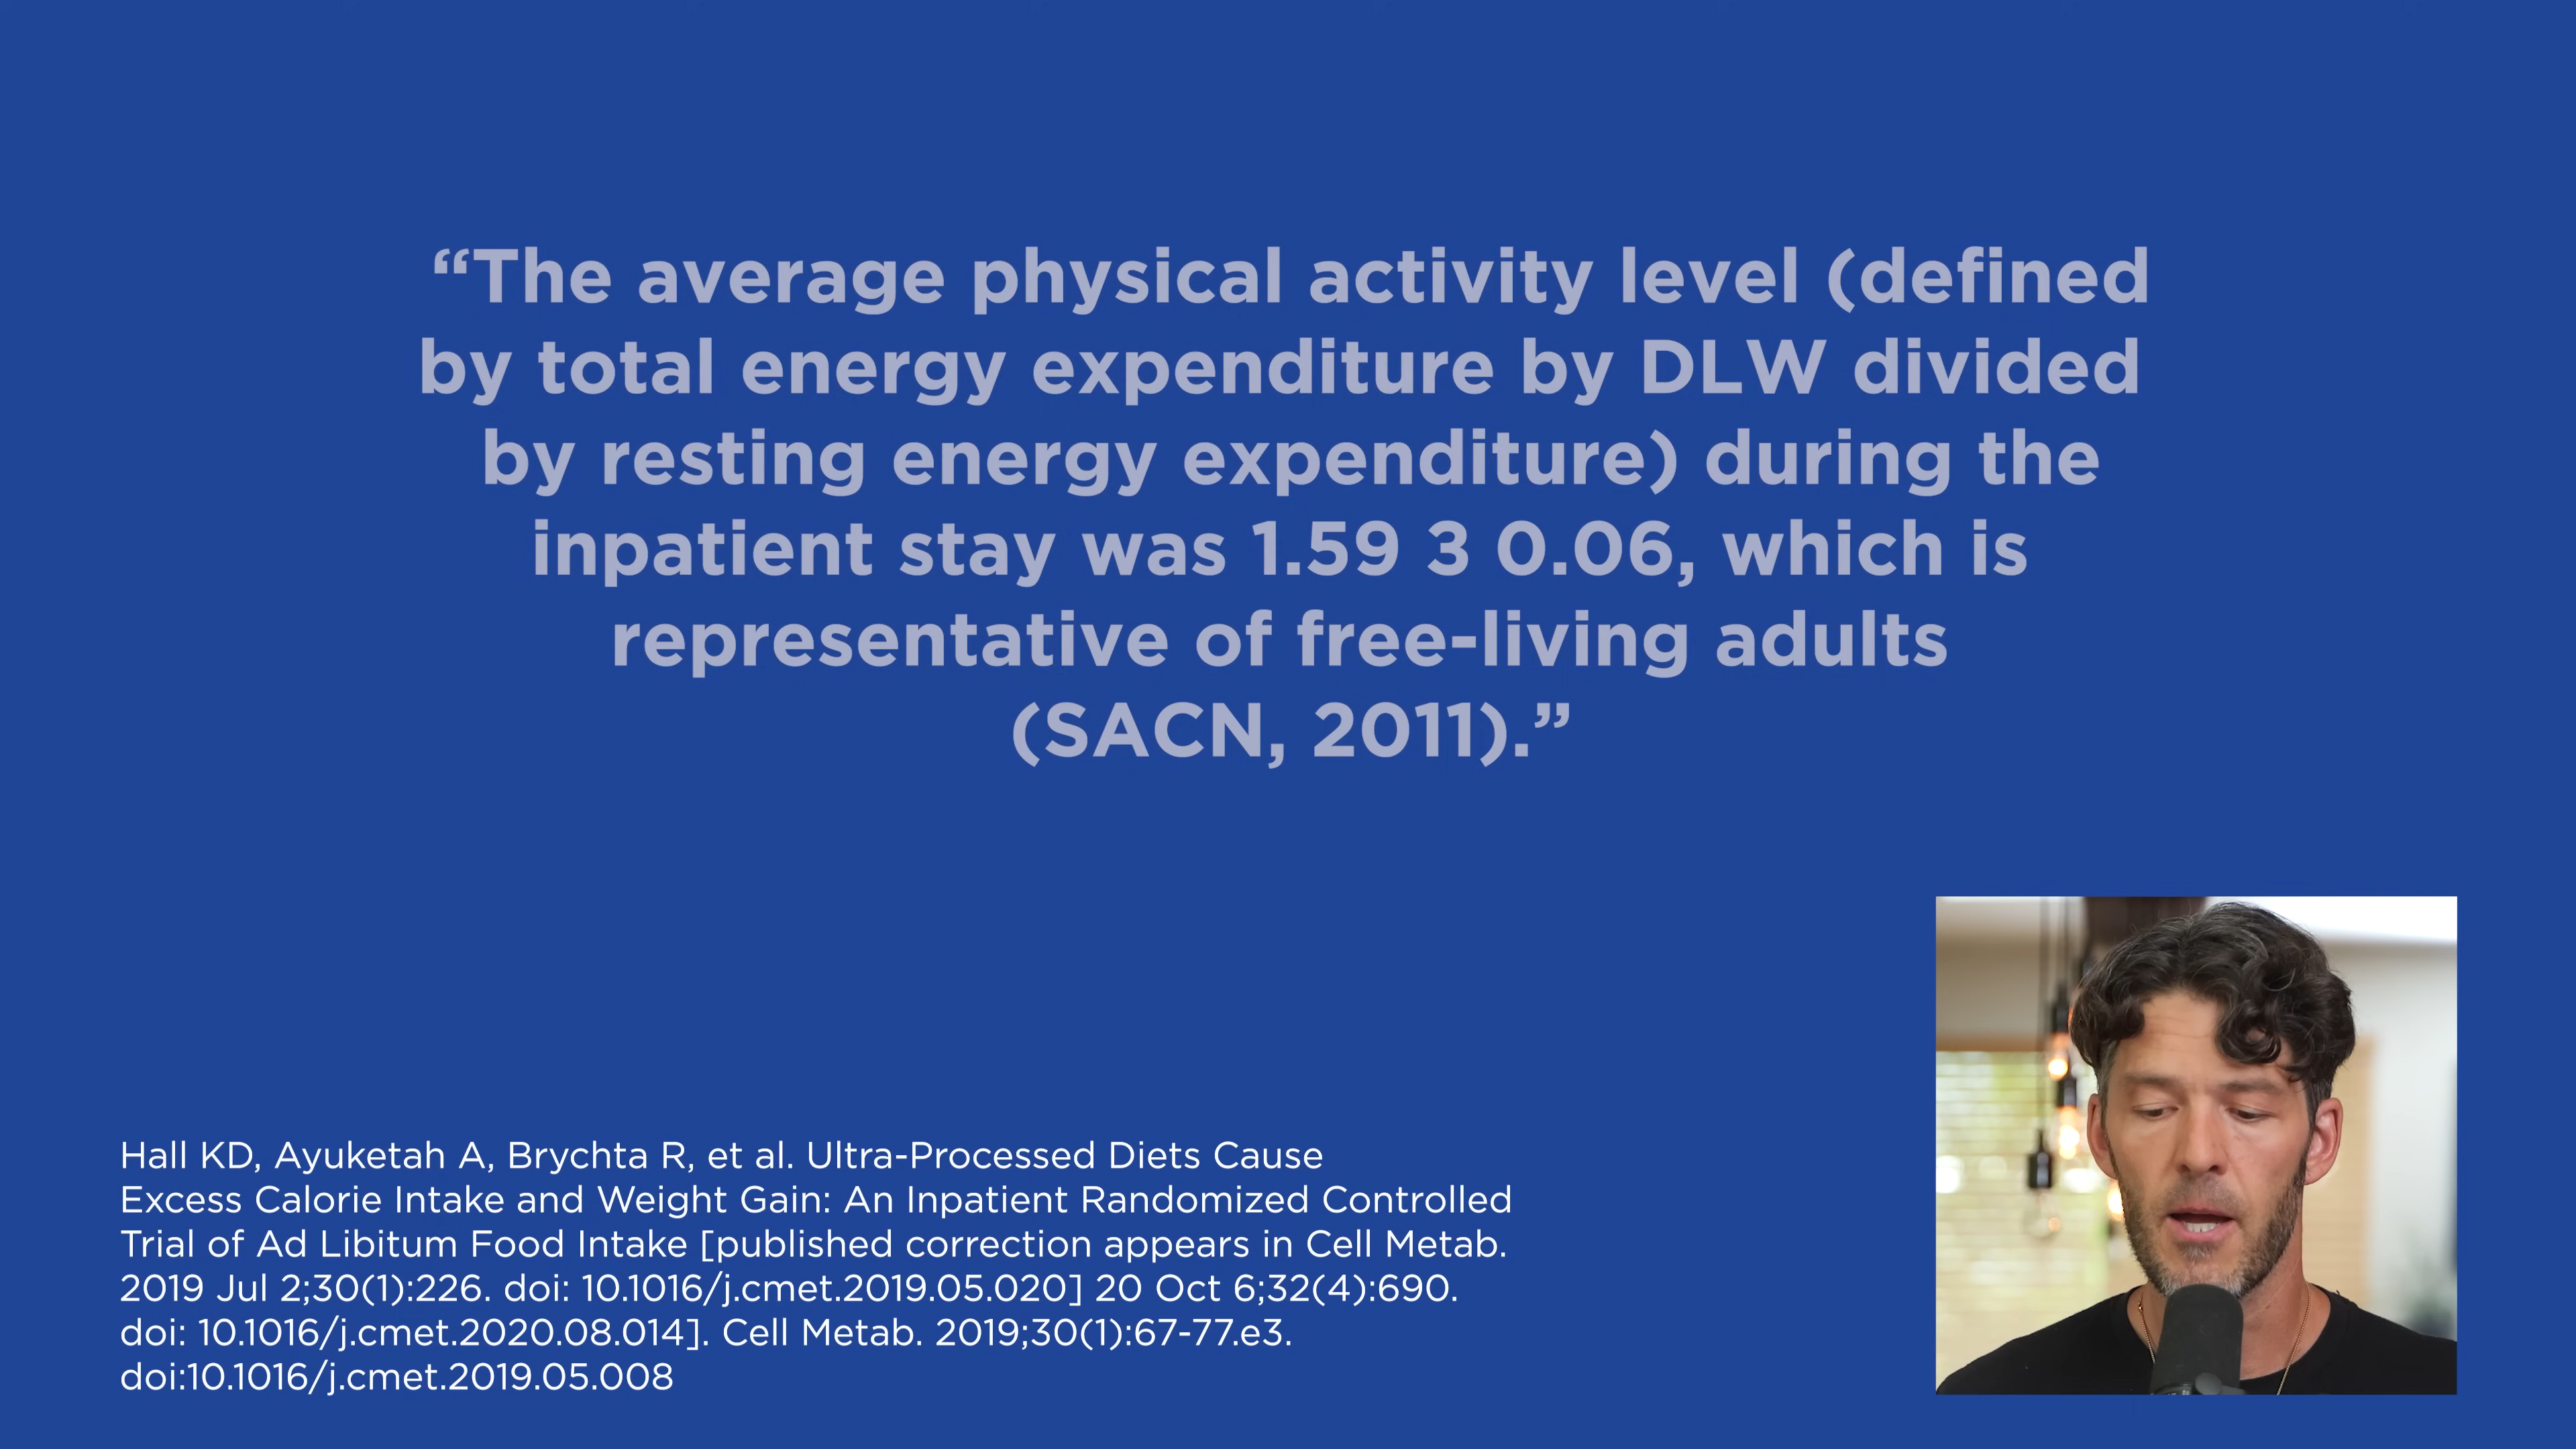 “The average physical activity level (defined
by total energy expenditure by DLW divided
by resting energy expenditure) during the
inpatient stay was 1.59 3 0.06, which is
representative of free-living adults
(SACN, 2011).”
Hall KD, Ayuketah A, Brychta R, et al. Ultra-Processed Diets Cause
Excess Calorie Intake and Weight Gain: An Inpatient Randomized Controlled
Trial of Ad Libitum Food Intake [published correction appears in Cell Metab.
2019 Jul 2;30(1):226. doi: 10.1016/j.cmet.2019.05.020] 20 Oct 6;32(4):690.
doi: 10.1016/j.cmet.2020.08.014]. Cell Metab. 2019;30(1):67-77.e3.
doi:10.1016/j.cmet.2019.05.008